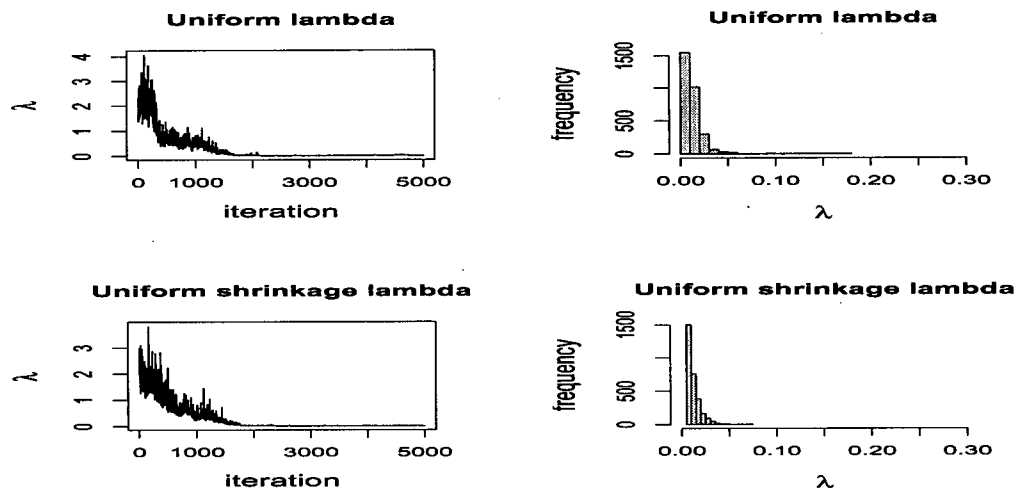 Uniform lambda
λ
4
3
2
1
0
0 1000 3000 5000
iteration
Uniform lambda
frequency
1500
500
0
0.00 0.10 0.20 0.30
λ
Uniform shrinkage lambda
λ
3
2
1
0
0 1000 3000 5000
iteration
Uniform shrinkage lambda
frequency
1500
500
0
0.00 0.10 0.20 0.30
λ